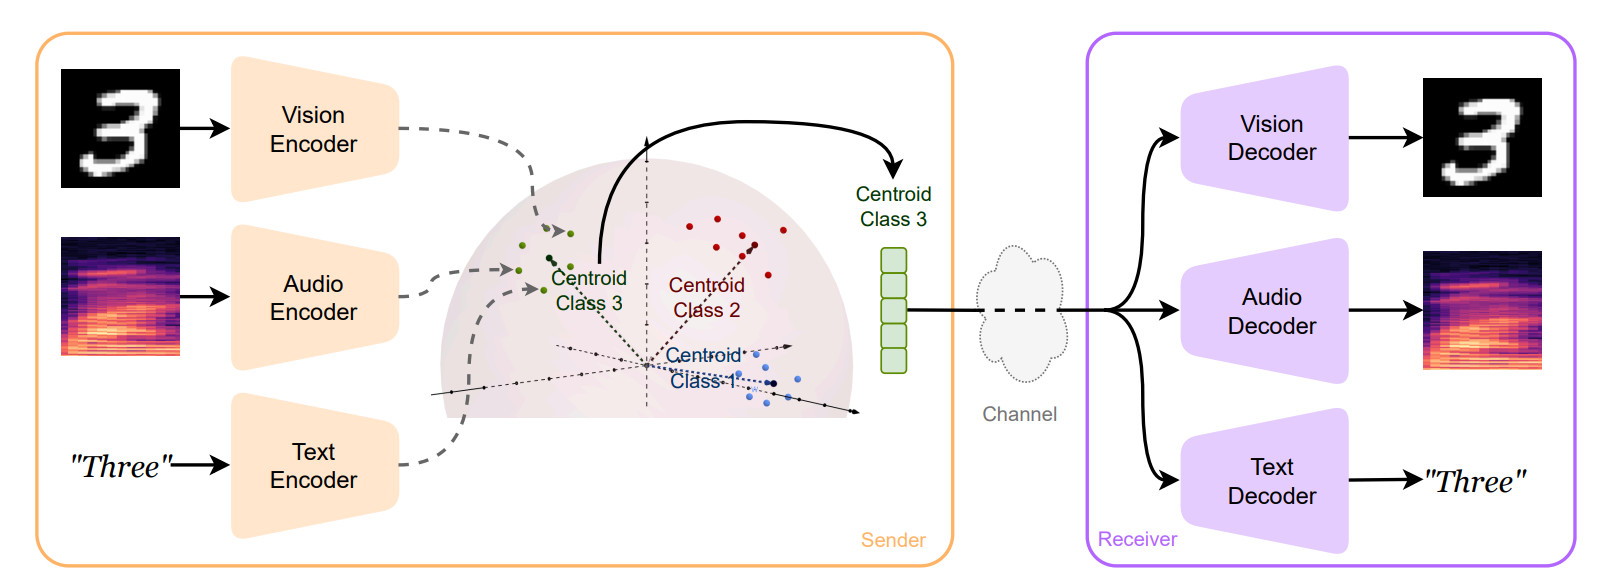 Vision
Encoder
Audio
Encoder
"Three"
Text
Encoder
Centroid
Class 3
Centroid
Class 2
Centroid
Class 1
Centroid
Class 3
Sender
Channel
Receiver
Vision
Decoder
Audio
Decoder
Text
Decoder
"Three"
3
3